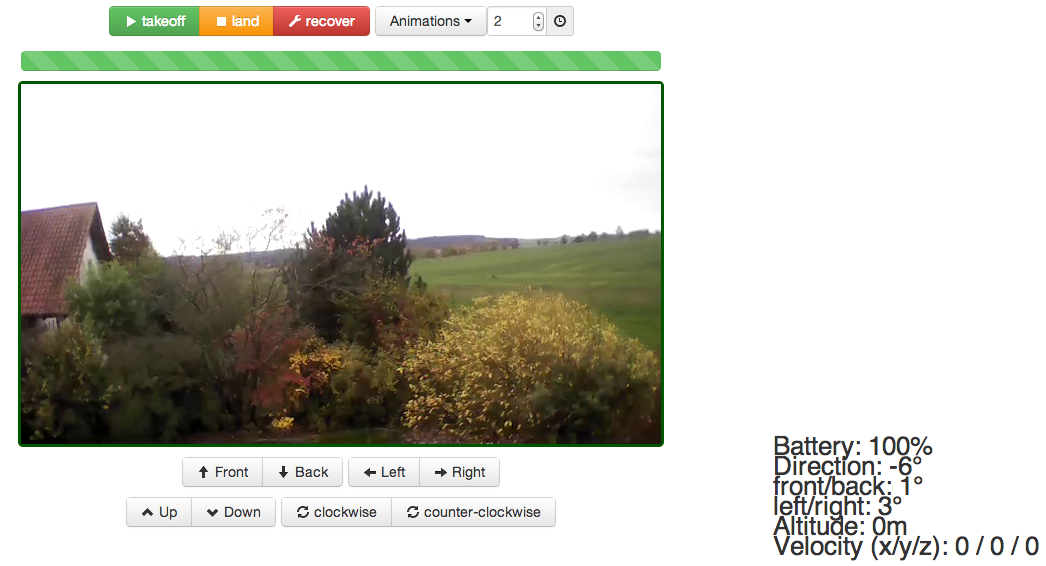 takeoff land recover Animations 2
Front Back Left Right
Up Down clockwise counter-clockwise
Battery: 100%
Direction: -6°
front/back: 1°
left/right: 3°
Altitude: 0m
Velocity (x/y/z): 0 / 0 / 0